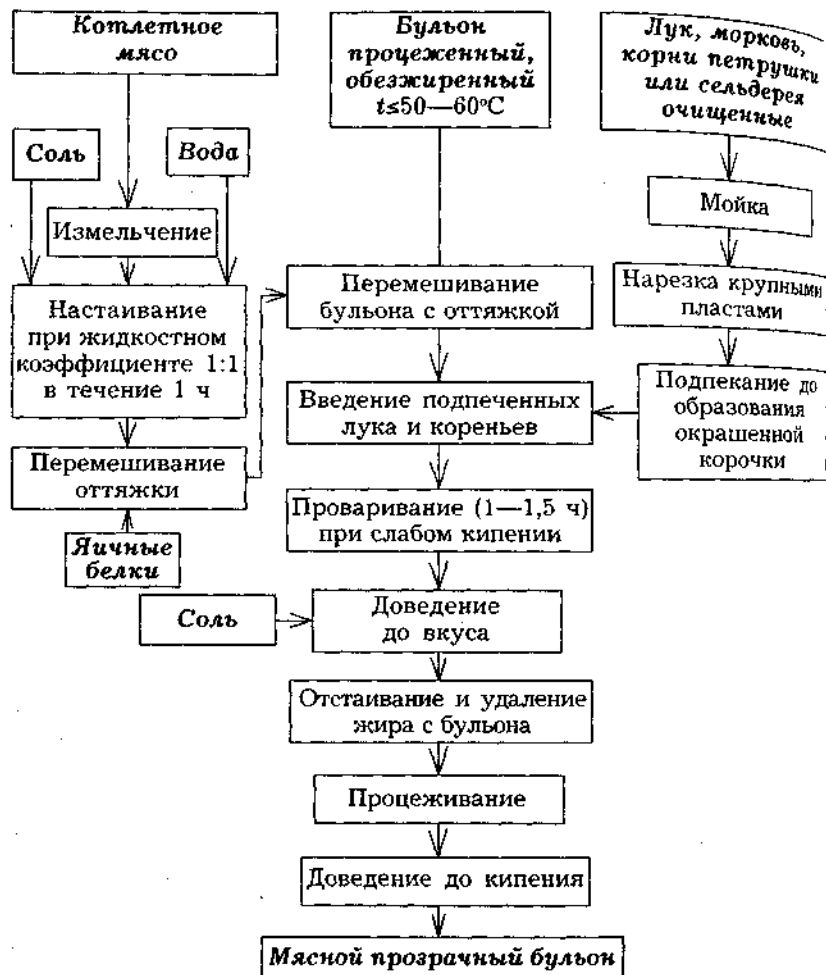 Котлетное
мясо
Бульон
процеженный,
обезжиренный
t≤50—60°С
Лук, морковь,
корни петрушки
или сельдерея
очищенные
Соль
Вода
Измельчение
Мойка
Настаивание
при жидкостном
коэффициенте 1:1
в течение 1 ч
Перемешивание
бульона с оттяжкой
Нарезка крупными
пластами
Перемешивание
оттяжки
Введение подпеченных
лука и кореньев
Подпекание до
образования
окрашенной
корочки
Яичные
белки
Проваривание (1—1,5 ч)
при слабом кипении
Соль
Доведение
до вкуса
Отстаивание и удаление
жира с бульона
Процеживание
Доведение до кипения
Мясной прозрачный бульон